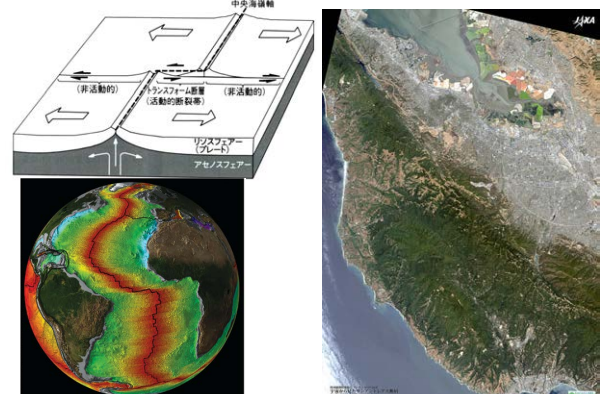 中央海嶺軸
(非活動的)
トランスフォーム断層
(活動的断裂帯)
(非活動的)
リソスフェアー
(プレート)
アセノスフェアー
JAXA